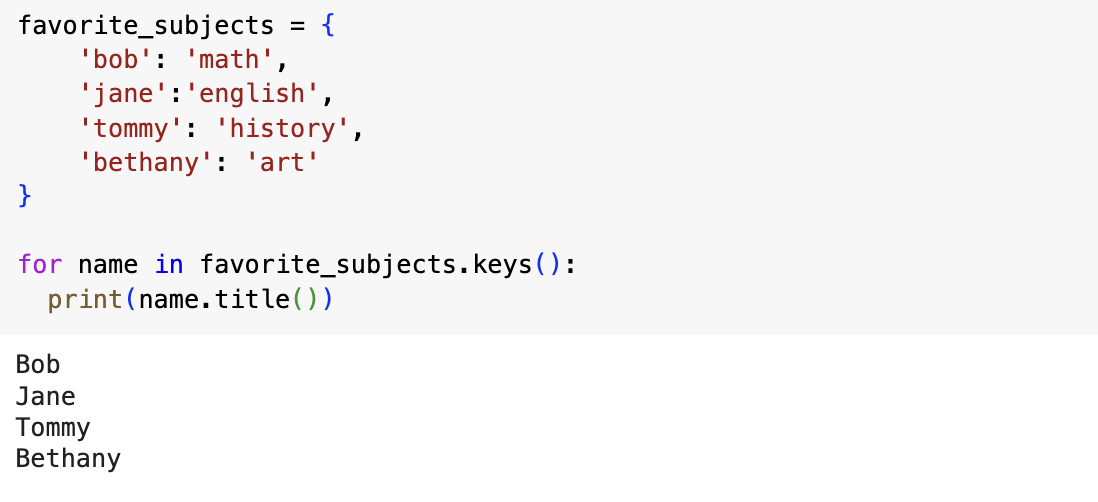 favorite_subjects = {
    'bob': 'math',
    'jane':'english',
    'tommy': 'history',
    'bethany': 'art'
}

for name in favorite_subjects.keys():
  print(name.title())
Bob
Jane
Tommy
Bethany